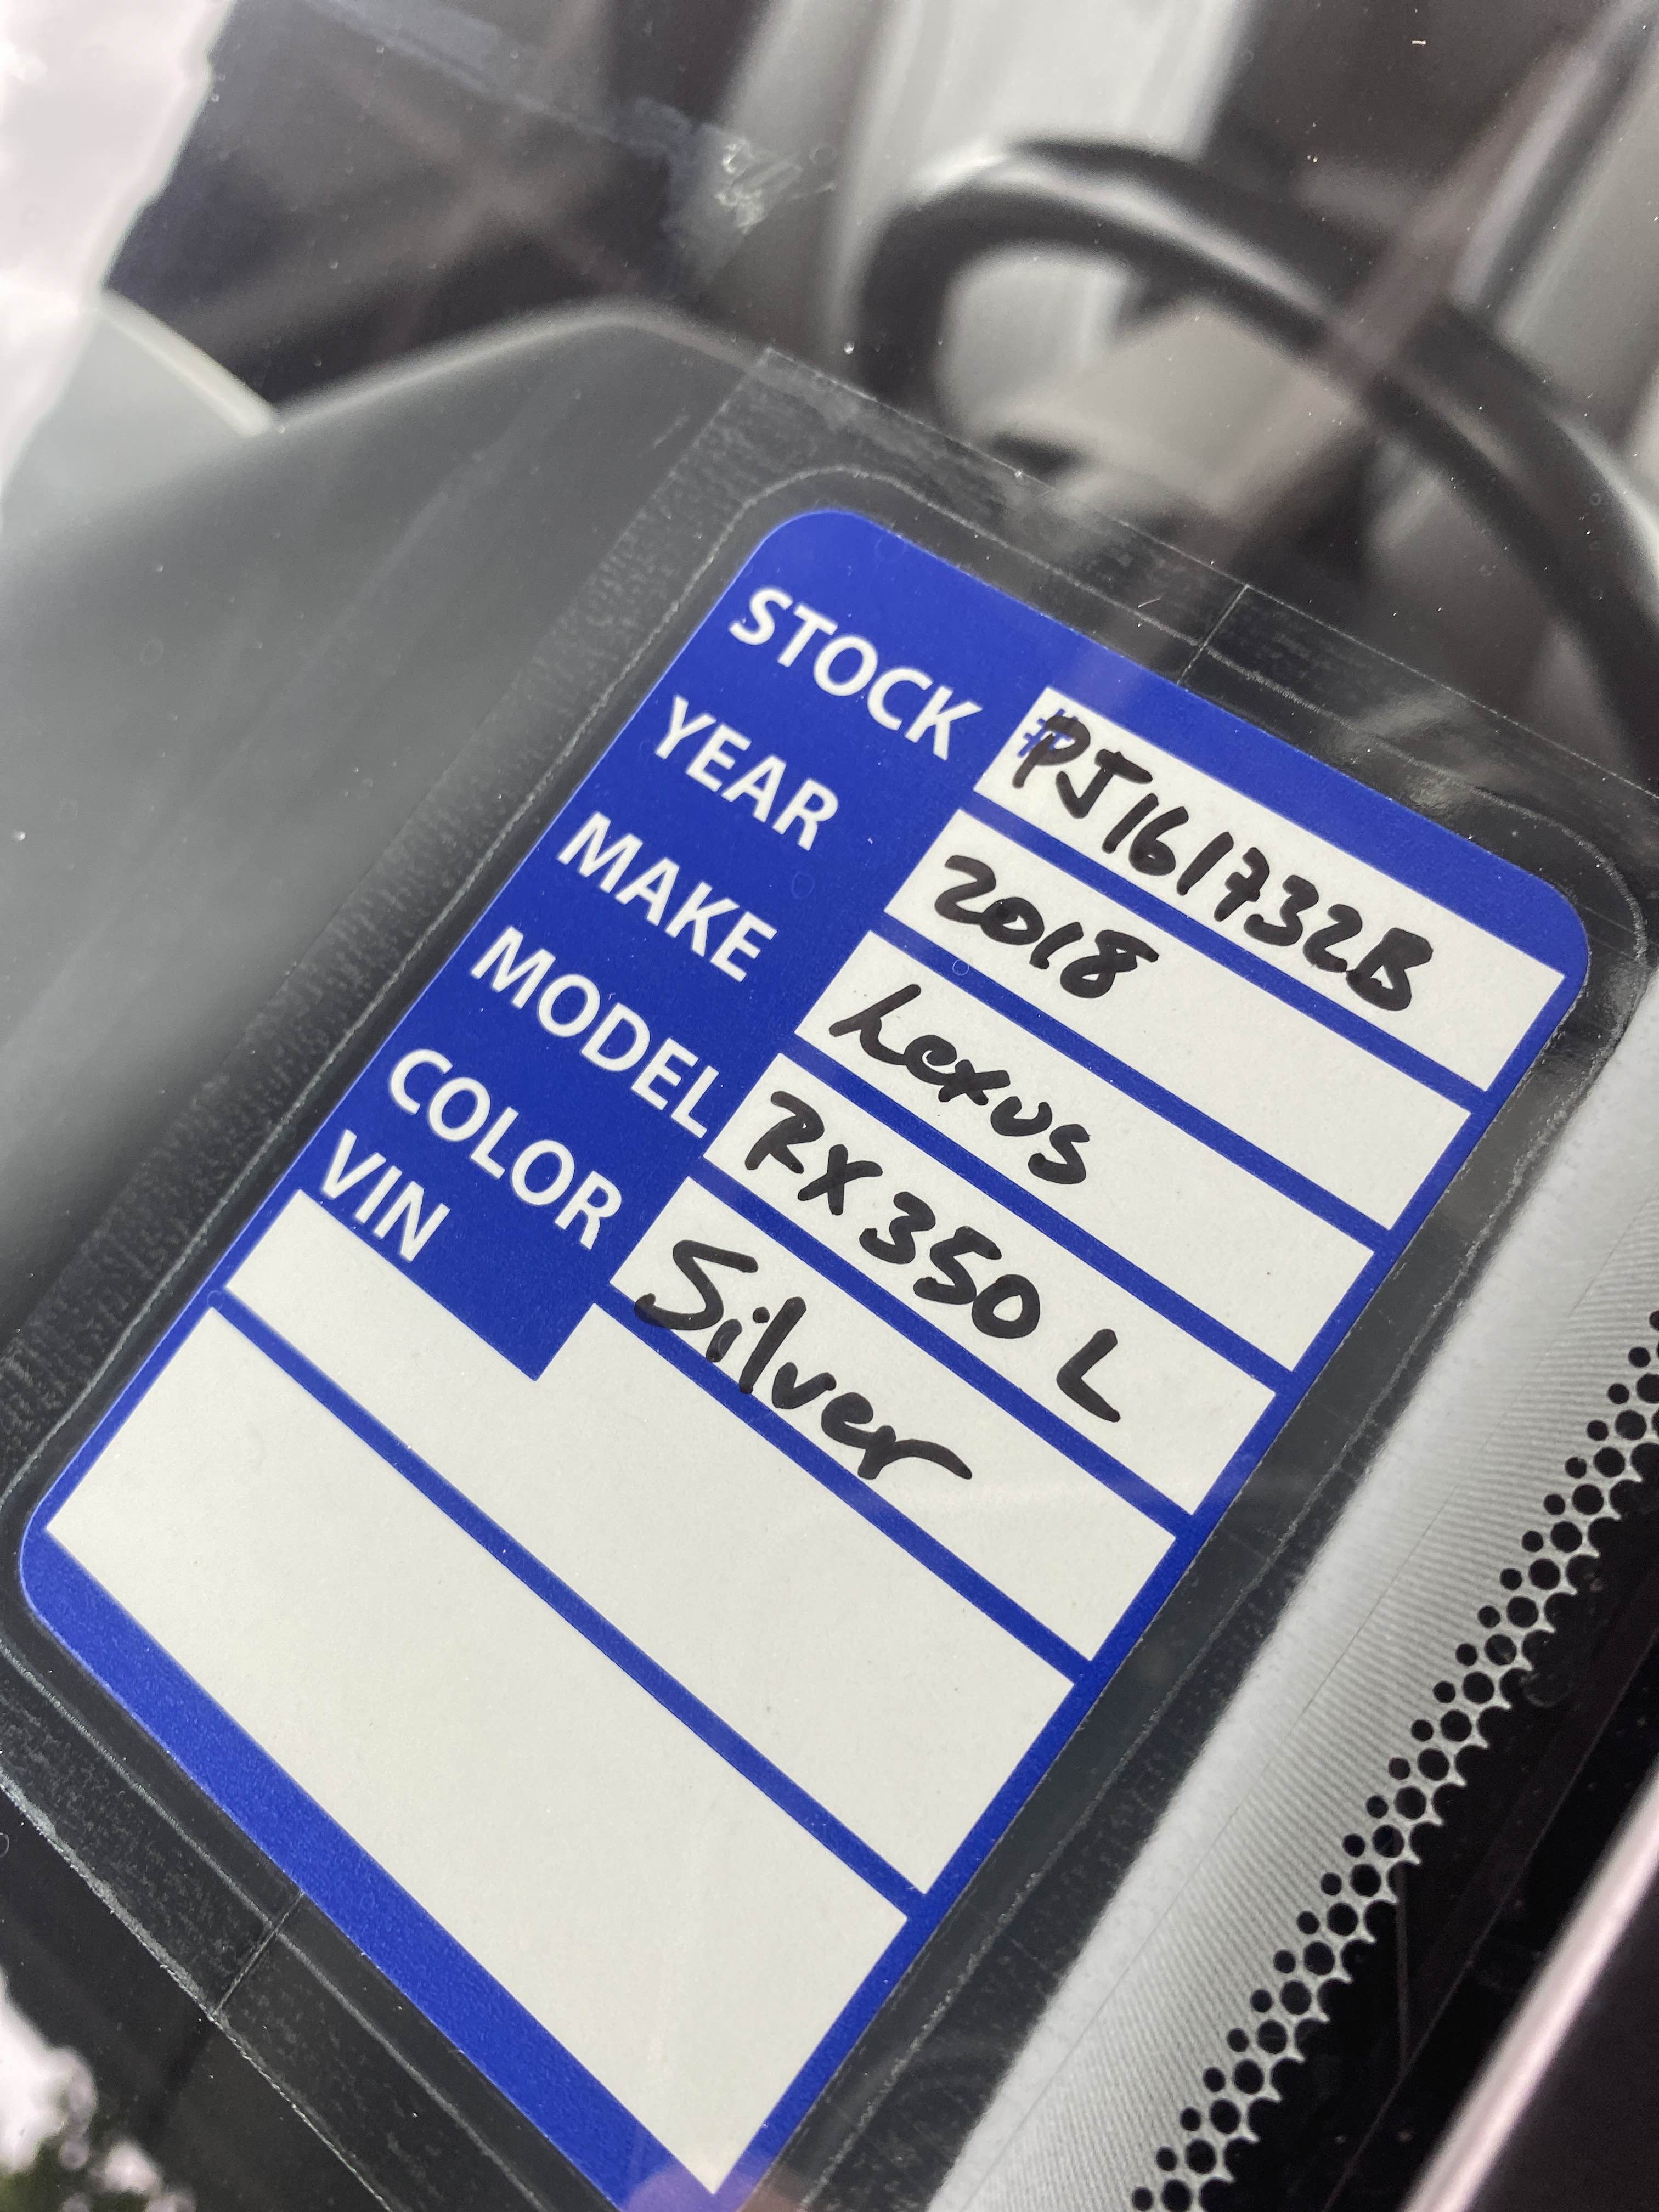 STOCK #PJ161732B
YEAR 2018
MAKE Lexus
MODEL RX350 L
COLOR Silver
VIN